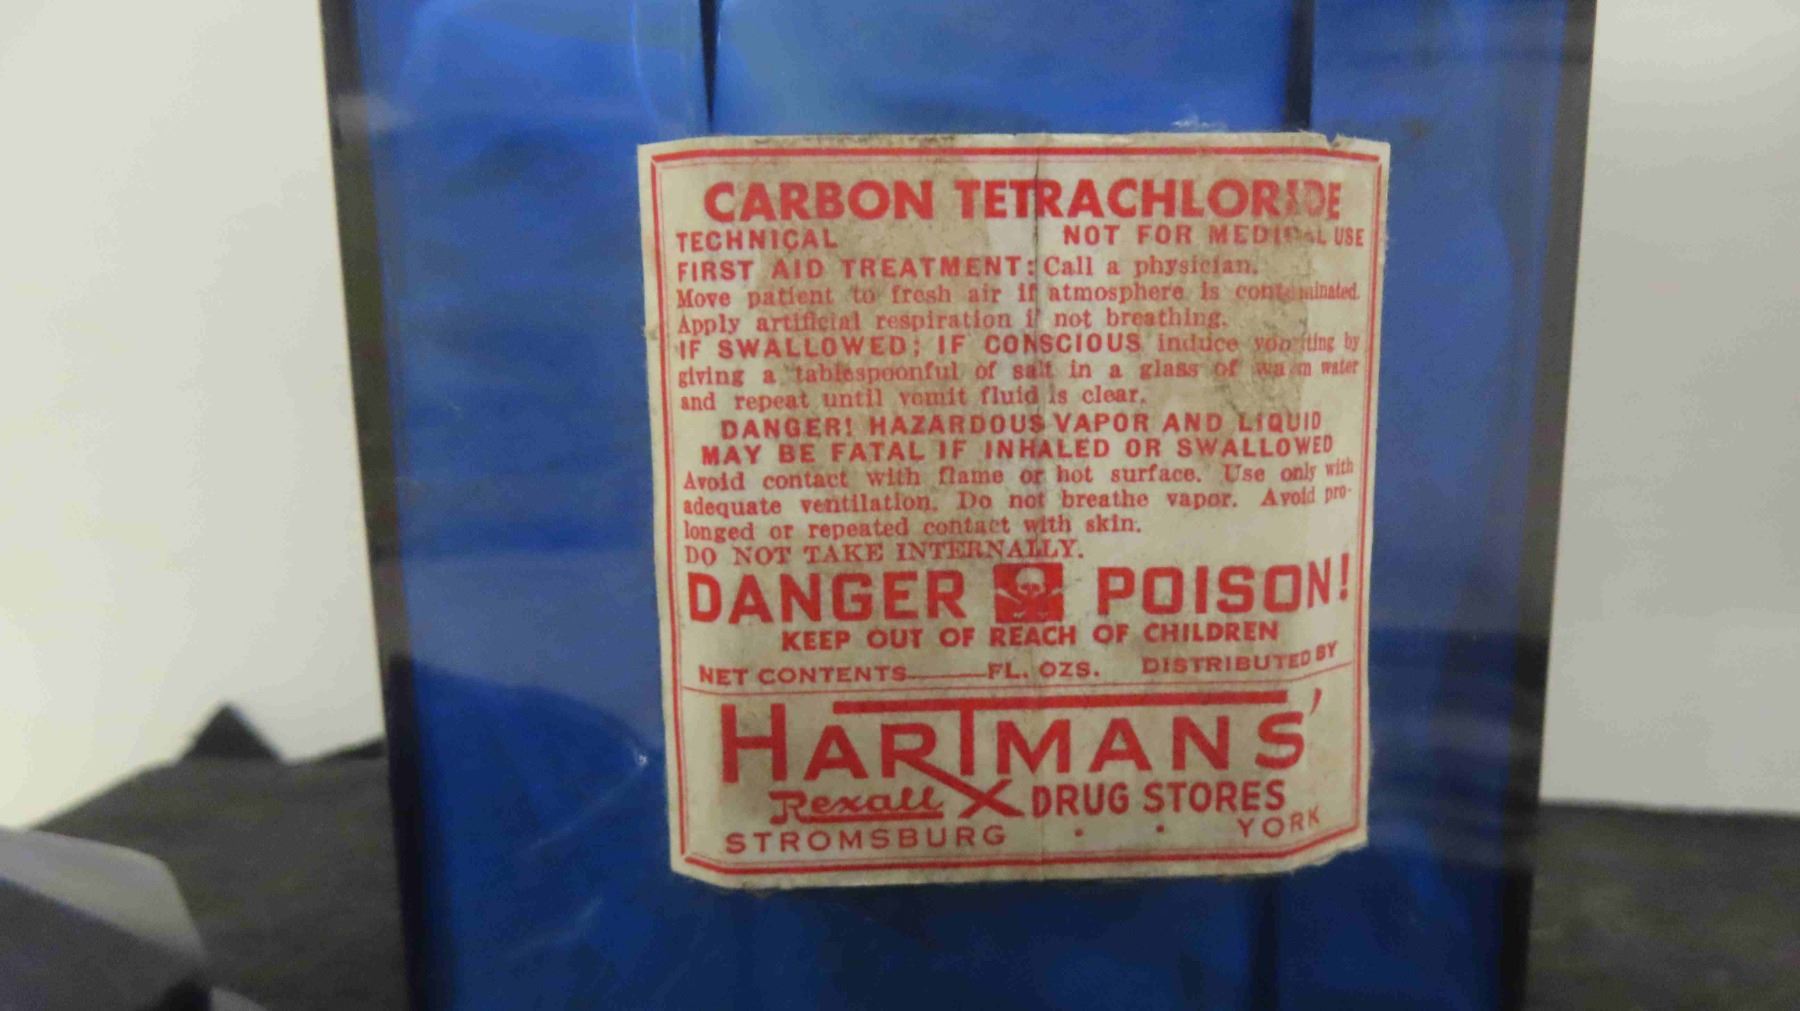 CARBON TETRACHLORIDE
TECHNICAL NOT FOR MEDICAL USE
FIRST AID TREATMENT: Call a physician.
Move patient to fresh air if atmosphere is contaminated.
Apply artificial respiration if not breathing.
IF SWALLOWED; IF CONSCIOUS induce vomiting by
giving a tablespoonful of salt in a glass of warm water
and repeat until vomit fluid is clear.
DANGER! HAZARDOUS VAPOR AND LIQUID
MAY BE FATAL IF INHALED OR SWALLOWED
Avoid contact with flame or hot surface. Use only with
adequate ventilation. Do not breathe vapor. Avoid pro-
longed or repeated contact with skin.
DO NOT TAKE INTERNALLY.
DANGER POISON!
KEEP OUT OF REACH OF CHILDREN
NET CONTENTS______FL. OZS. DISTRIBUTED BY
HARTMANS'
Rexall DRUG STORES
STROMSBURG · · YORK